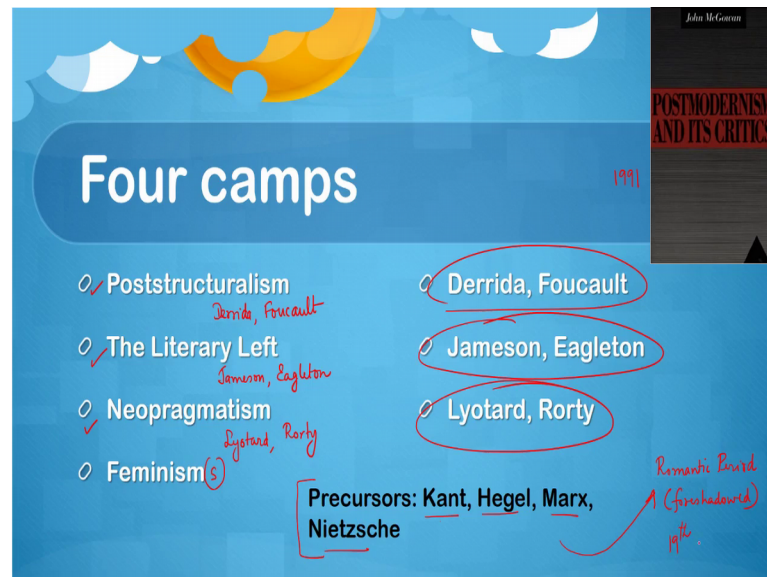 John McGowan
POSTMODERNISM
AND ITS CRITICS
Four camps
1991
Poststructuralism
Derrida, Foucault
Derrida, Foucault
The Literary Left
Jameson, Eagleton
Jameson, Eagleton
Neopragmatism
Lyotard, Rorty
Lyotard, Rorty
Feminism(s)
Precursors: Kant, Hegel, Marx,
Nietzsche
Romantic Period
(foreshadowed)
19th.